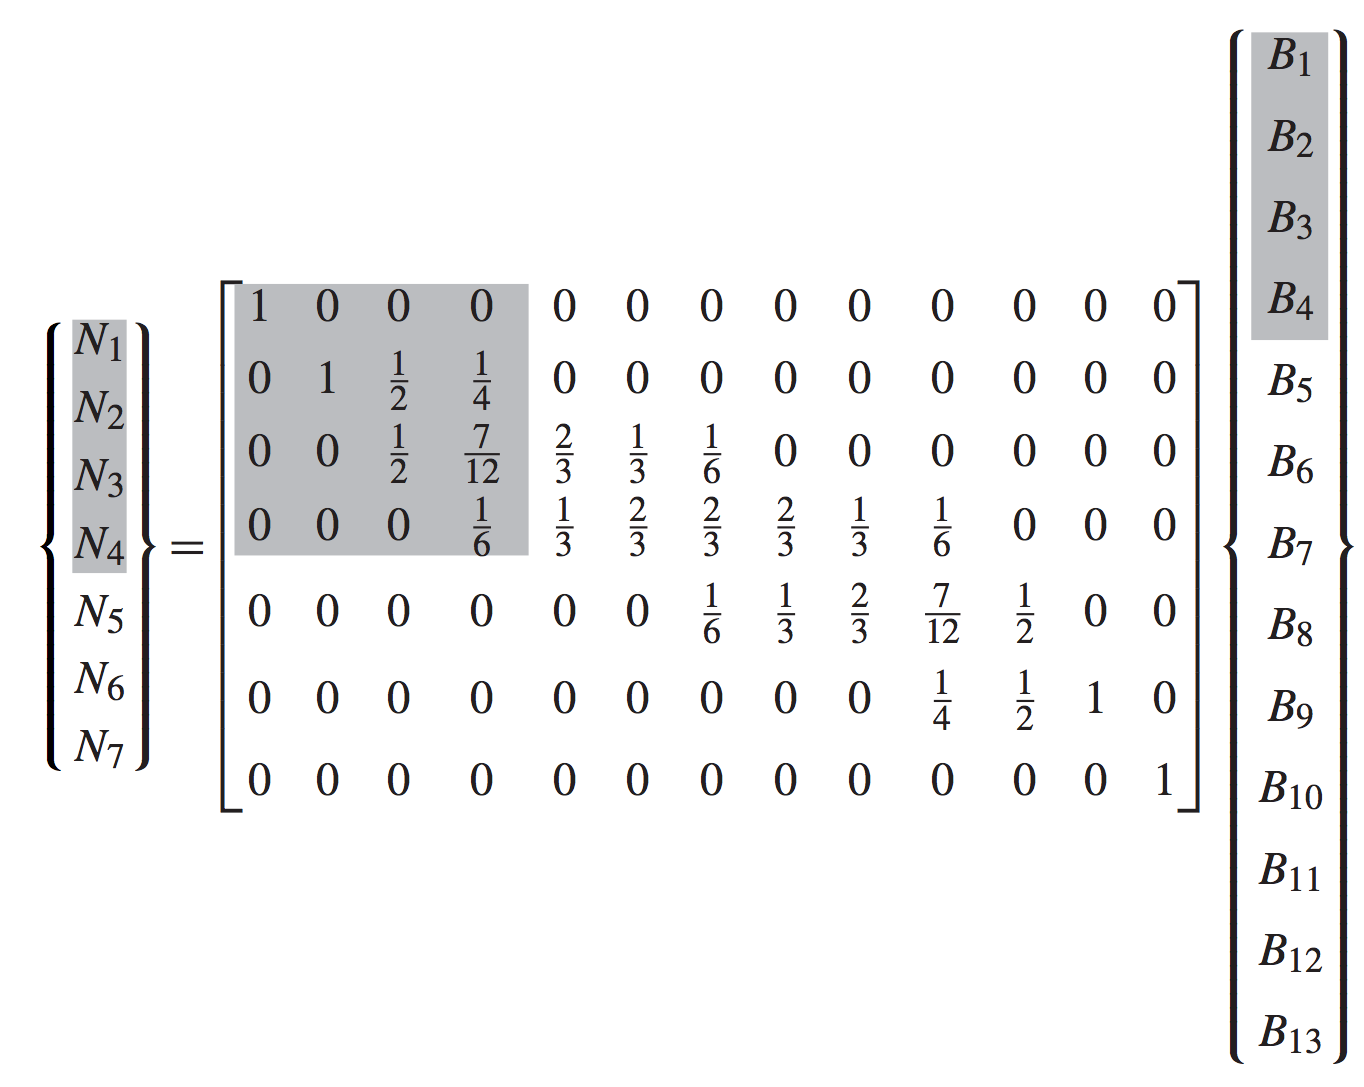 N₁
N₂
N₃
N₄
N₅
N₆
N₇
=
1 0 0 0 0 0 0 0 0 0 0 0 0
0 1 1/2 1/4 0 0 0 0 0 0 0 0 0
0 0 1/2 7/12 2/3 1/3 1/6 0 0 0 0 0 0
0 0 0 1/6 1/3 2/3 2/3 2/3 1/3 1/6 0 0 0
0 0 0 0 0 0 1/6 1/3 2/3 7/12 1/2 0 0
0 0 0 0 0 0 0 0 0 1/4 1/2 1 0
0 0 0 0 0 0 0 0 0 0 0 0 1
B₁
B₂
B₃
B₄
B₅
B₆
B₇
B₈
B₉
B₁₀
B₁₁
B₁₂
B₁₃